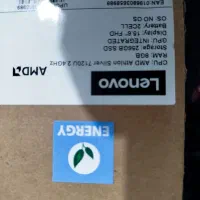 ENERGY
Lenovo
AMD
CPU: AMD Athlon Silver 7120U 2.4GHz
RAM: 8GB
Storage: 256GB SSD
GPU: INTEGRATED
Display: 15.6" FHD
Battery: 2CELL
OS: NO OS